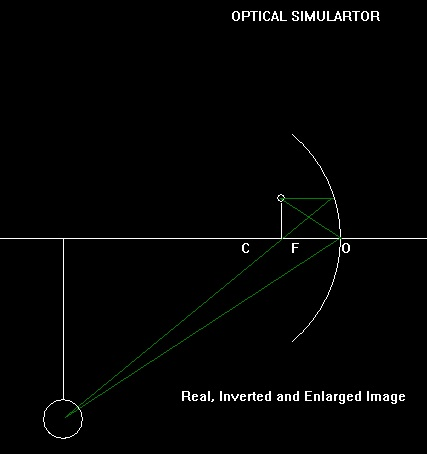 OPTICAL SIMULARTOR
C F O
Real, Inverted and Enlarged Image